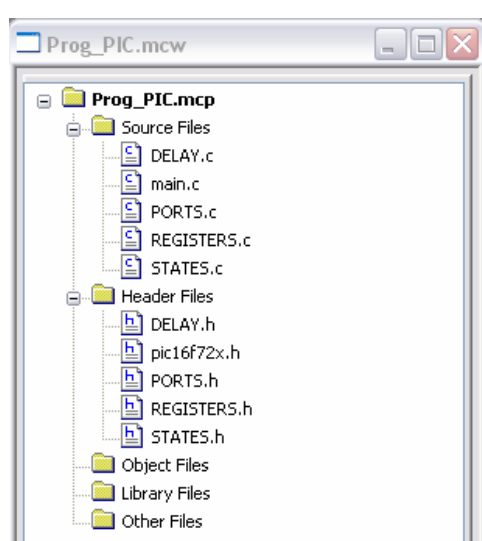 Prog_PIC.mcw
Prog_PIC.mcp
Source Files
DELAY.c
main.c
PORTS.c
REGISTERS.c
STATES.c
Header Files
DELAY.h
pic16f72x.h
PORTS.h
REGISTERS.h
STATES.h
Object Files
Library Files
Other Files